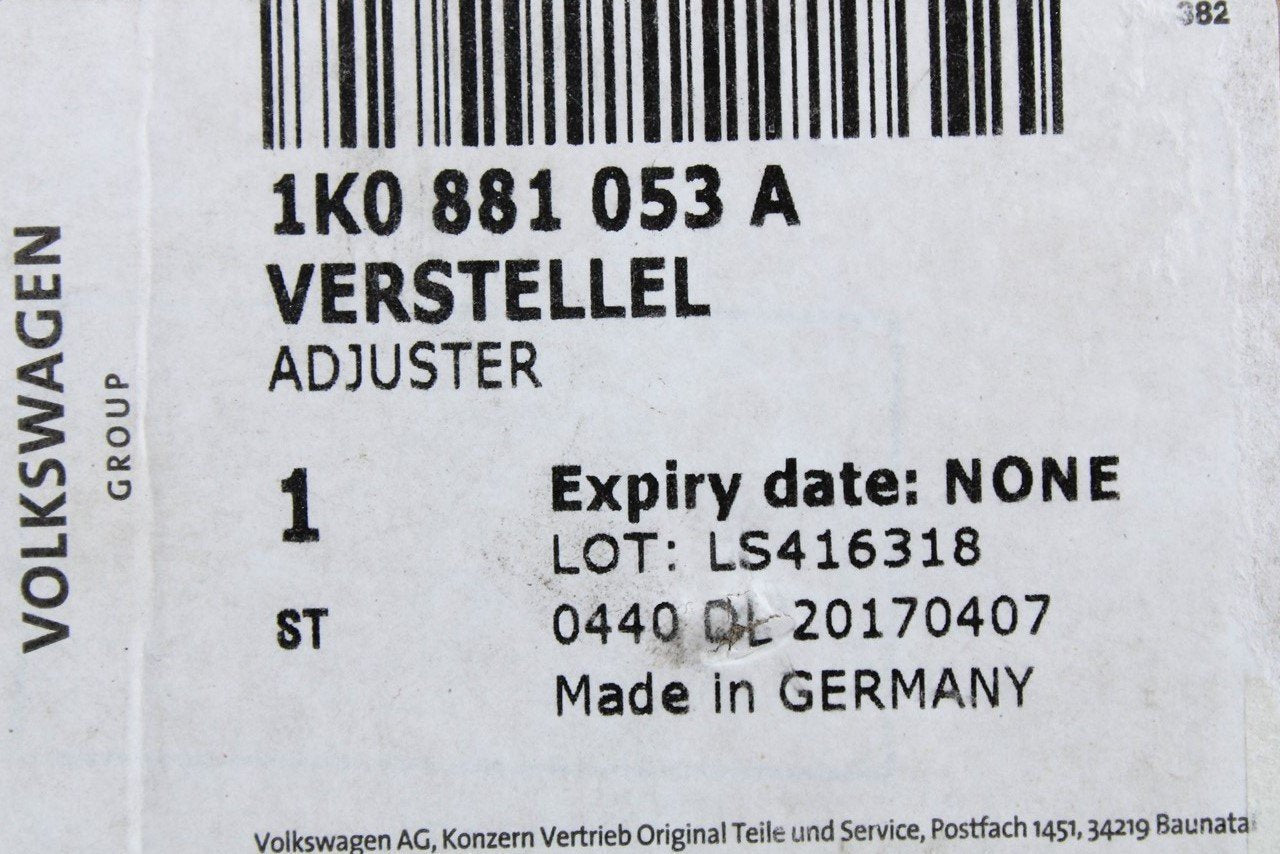 382
1K0 881 053 A
VERSTELLEL
ADJUSTER
1
Expiry date: NONE
LOT: LS416318
ST
0440 DL 20170407
Made in GERMANY
VOLKSWAGEN
GROUP
Volkswagen AG, Konzern Vertrieb Original Teile und Service, Postfach 1451, 34219 Baunatal